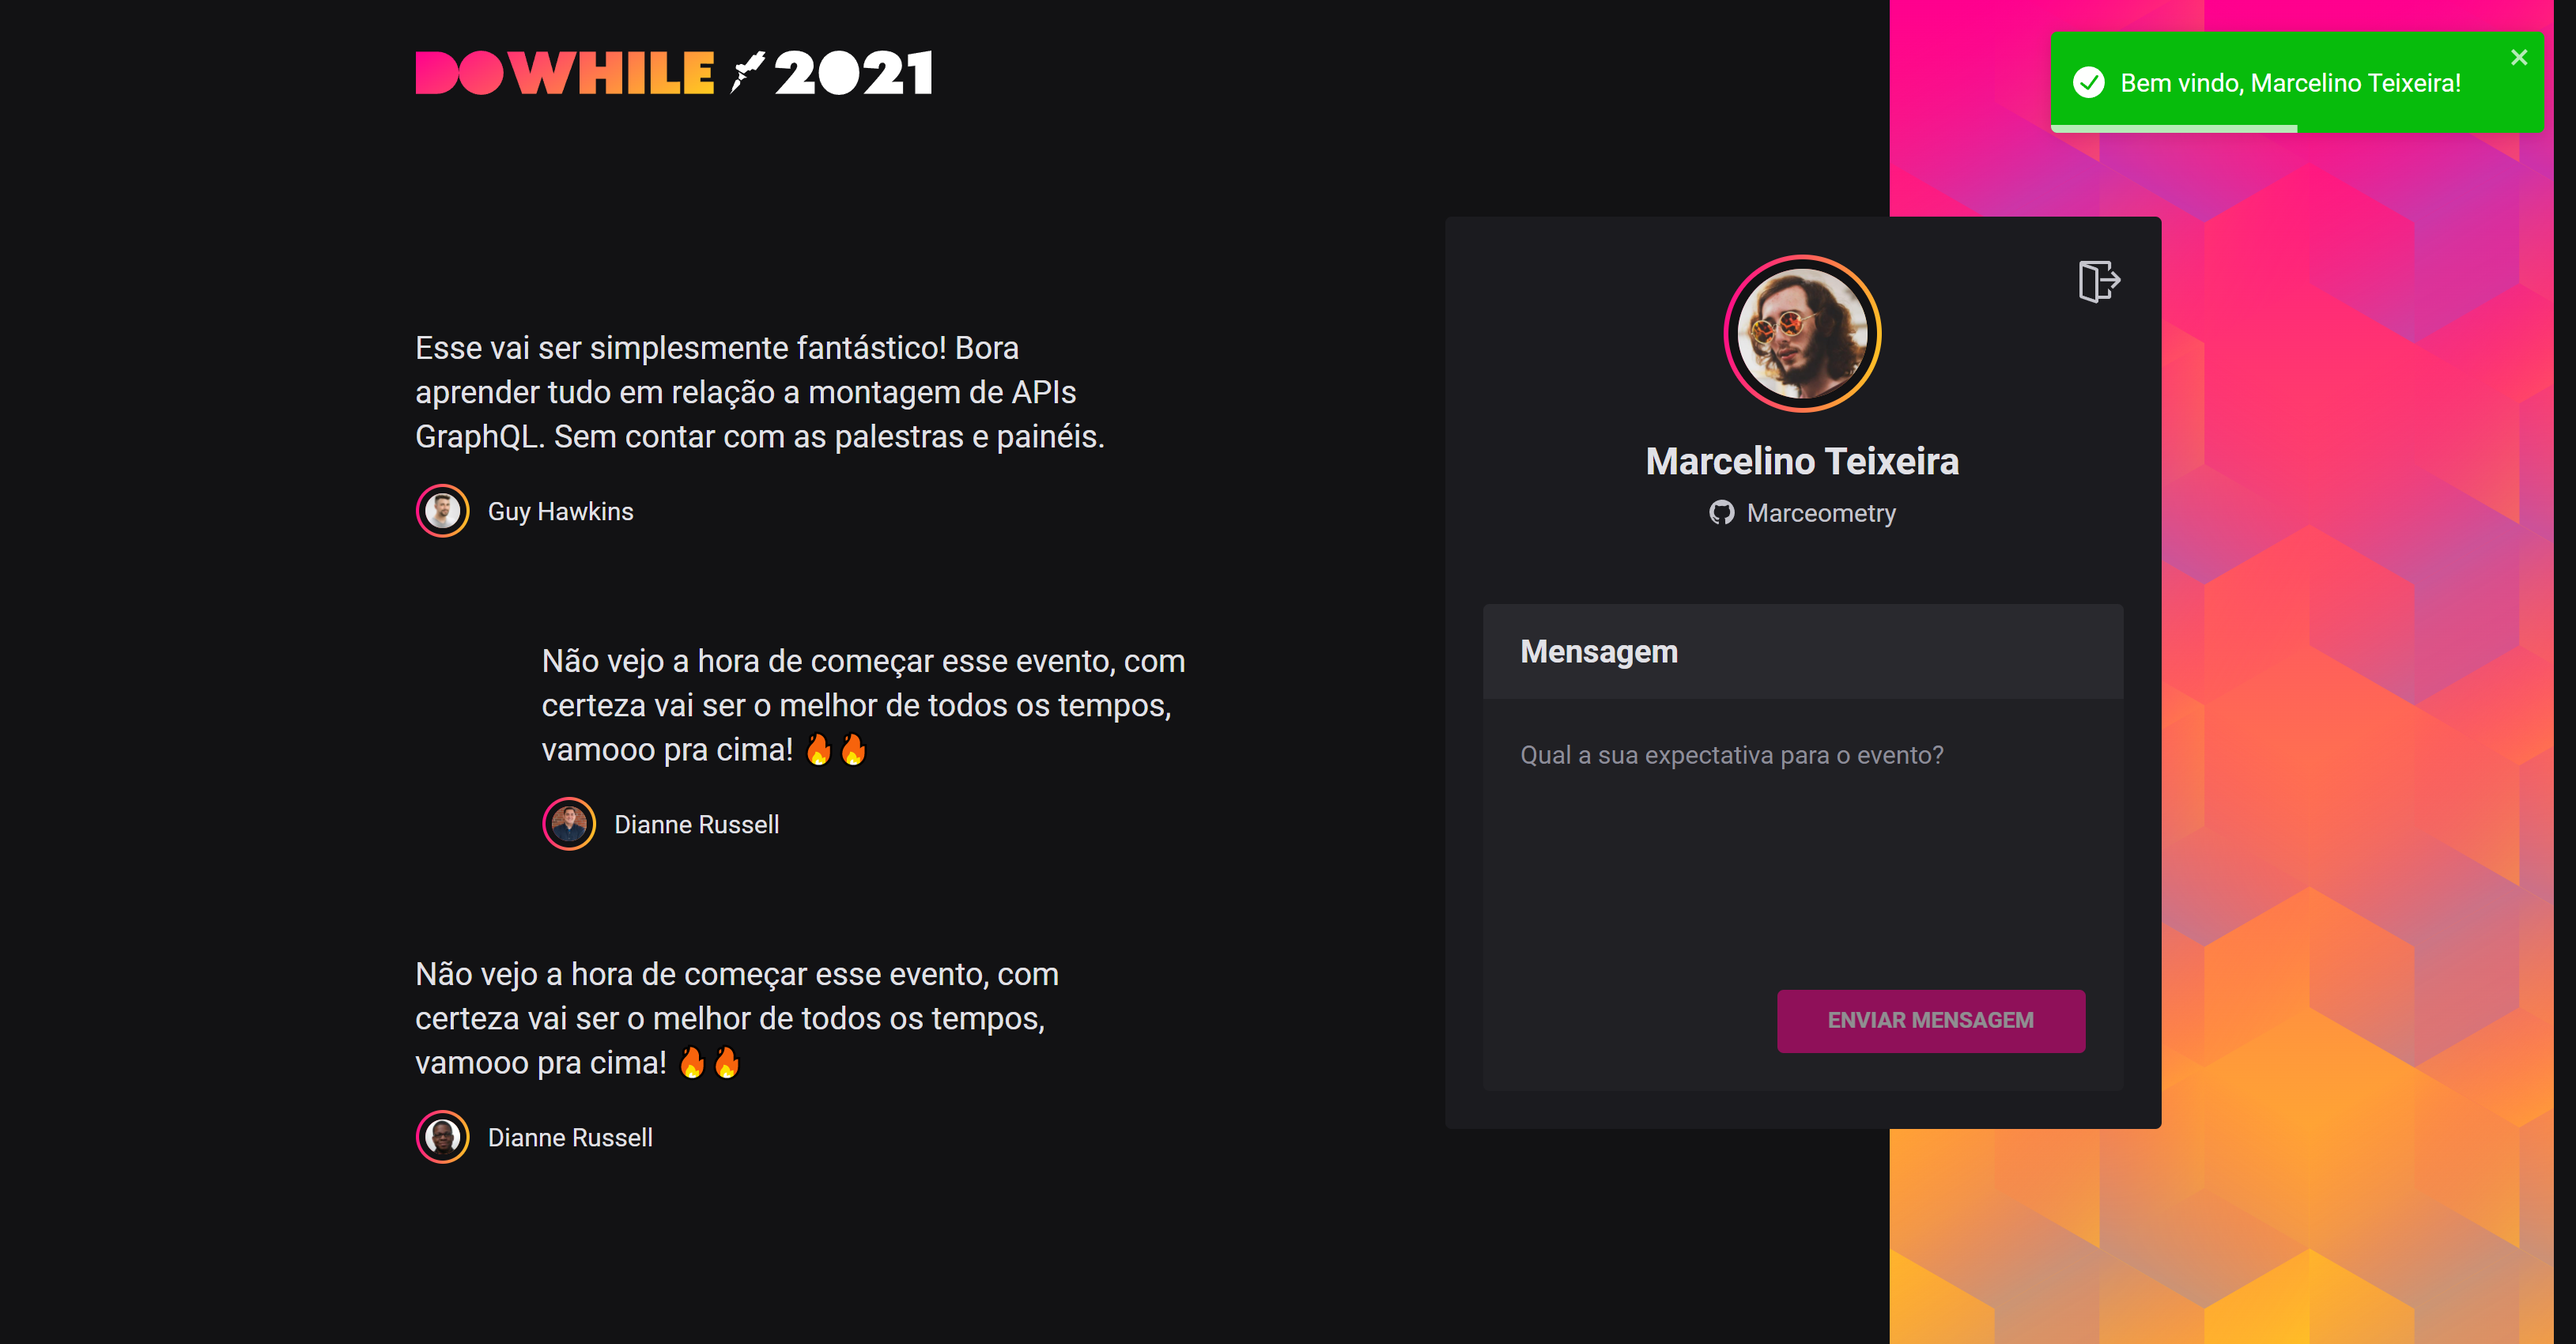 DOWHILE 2021
Bem vindo, Marcelino Teixeira!
Esse vai ser simplesmente fantástico! Bora
aprender tudo em relação a montagem de APIs
GraphQL. Sem contar com as palestras e painéis.
Guy Hawkins
Não vejo a hora de começar esse evento, com
certeza vai ser o melhor de todos os tempos,
vamooo pra cima! 🔥🔥
Dianne Russell
Não vejo a hora de começar esse evento, com
certeza vai ser o melhor de todos os tempos,
vamooo pra cima! 🔥🔥
Dianne Russell
Marcelino Teixeira
Marceometry
Mensagem
Qual a sua expectativa para o evento?
ENVIAR MENSAGEM